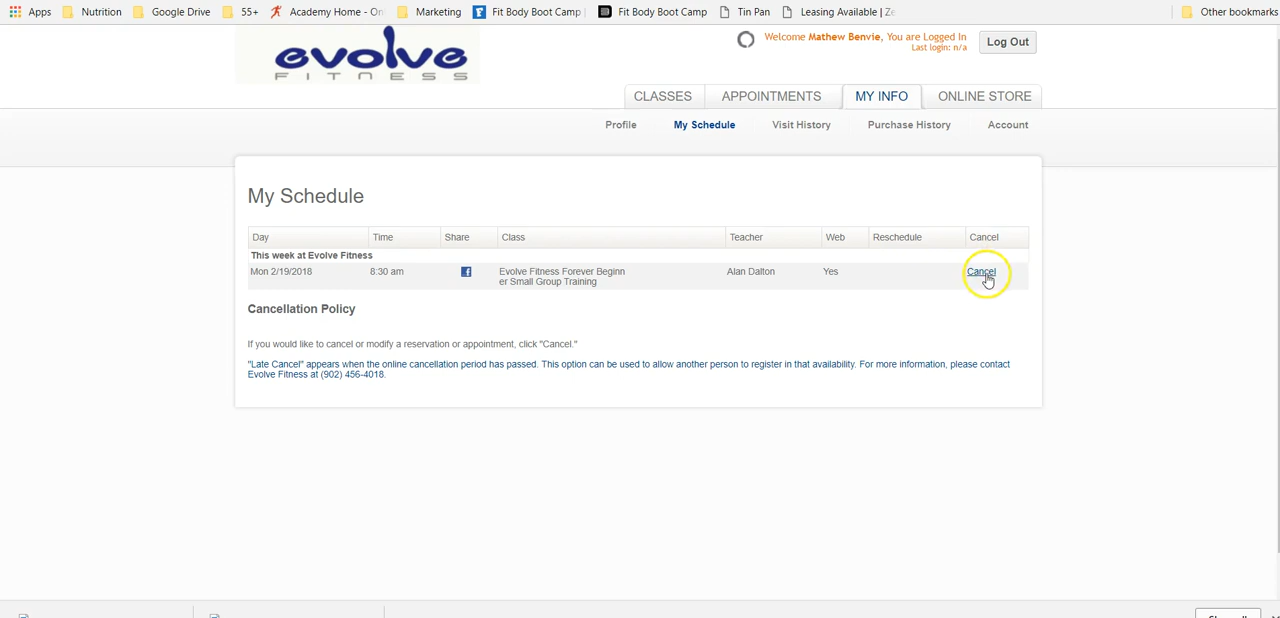 Apps Nutrition Google Drive 55+ Academy Home - On Marketing Fit Body Boot Camp Fit Body Boot Camp Tin Pan Leasing Available | Ze Other bookmarks
evolve
FITNESS
Welcome Mathew Benvie, You are Logged In
Last login: n/a
Log Out
CLASSES APPOINTMENTS MY INFO ONLINE STORE
Profile My Schedule Visit History Purchase History Account
My Schedule
Day Time Share Class Teacher Web Reschedule Cancel
This week at Evolve Fitness
Mon 2/19/2018 8:30 am f Evolve Fitness Forever Beginn Alan Dalton Yes Cancel
er Small Group Training
Cancellation Policy
If you would like to cancel or modify a reservation or appointment, click "Cancel."
"Late Cancel" appears when the online cancellation period has passed. This option can be used to allow another person to register in that availability. For more information, please contact
Evolve Fitness at (902) 456-4018.